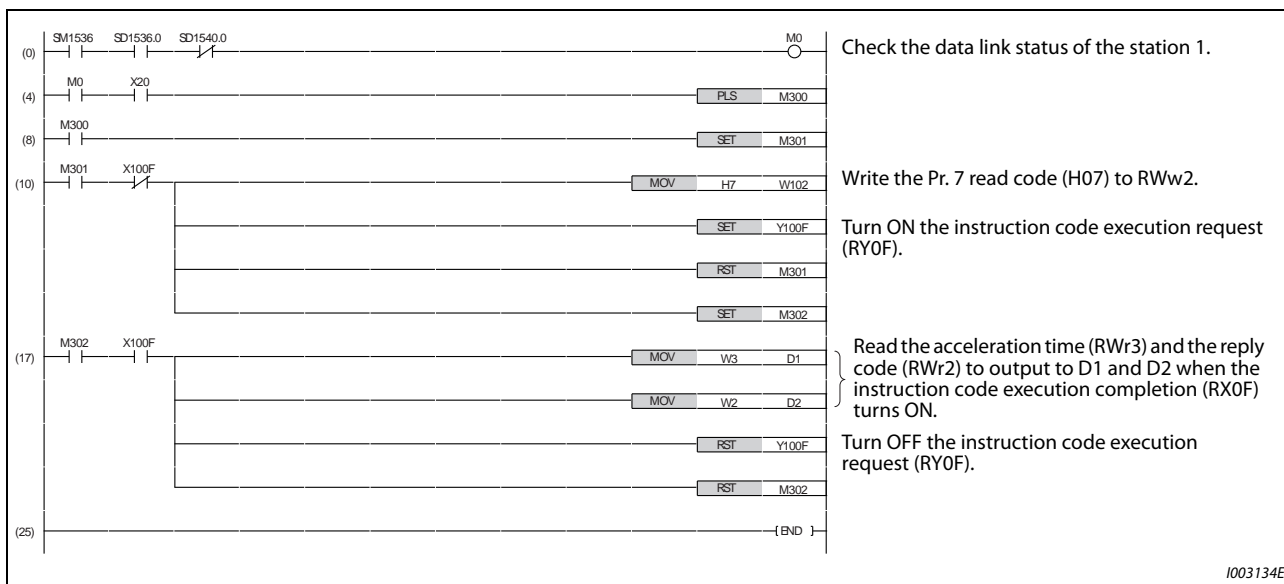 SM1536 SD1536.0 SD1540.0 M0
(0) Check the data link status of the station 1.
M0 X20
(4) PLS M300
M300
(8) SET M301
M301 X100F
(10) MOV H7 W102 Write the Pr. 7 read code (H07) to RWw2.
SET Y100F Turn ON the instruction code execution request
(RY0F).
RST M301
SET M302
M302 X100F
(17) MOV W3 D1 Read the acceleration time (RWr3) and the reply
code (RWr2) to output to D1 and D2 when the
MOV W2 D2 instruction code execution completion (RX0F)
turns ON.
RST Y100F Turn OFF the instruction code execution
request (RY0F).
RST M302
(25) END
I003134E